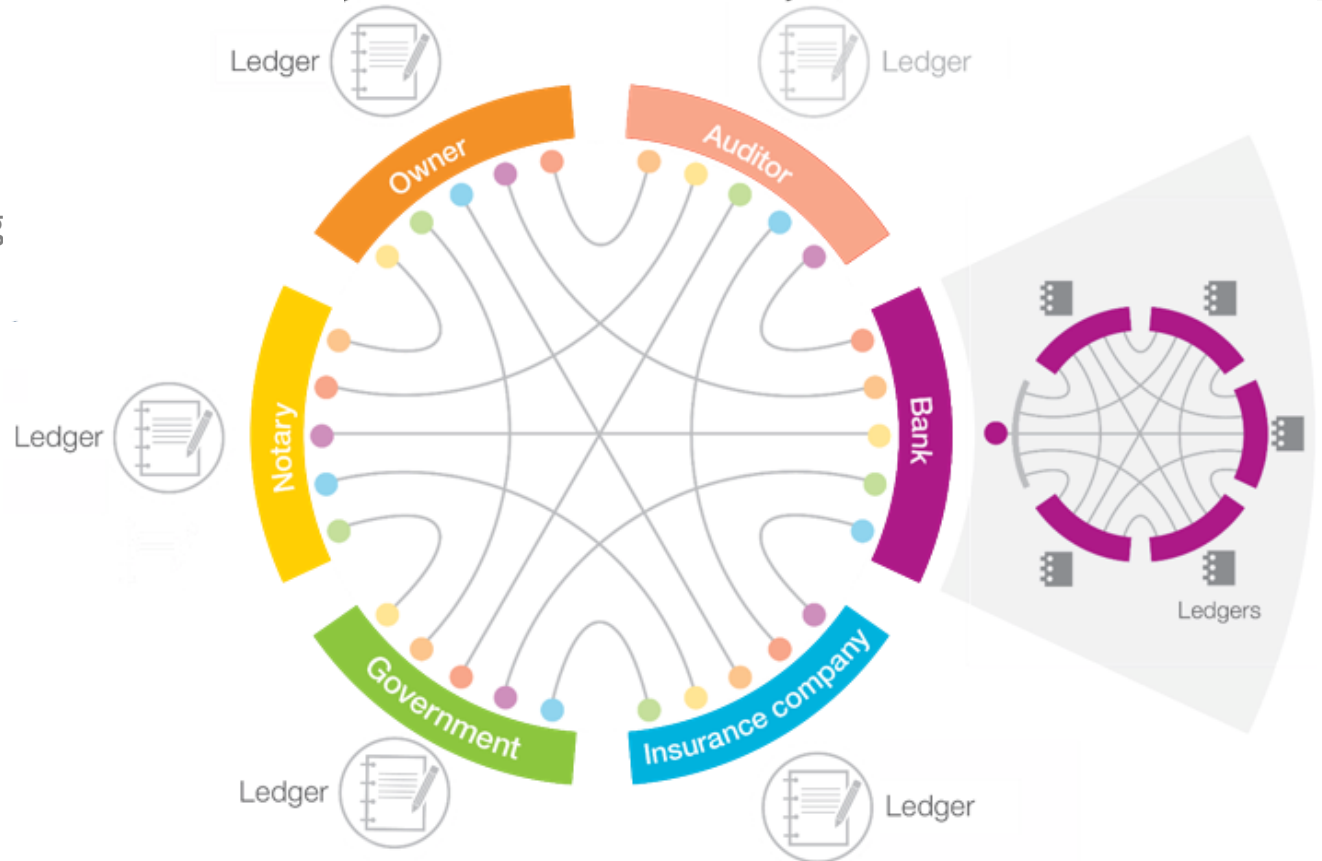 Ledger
Ledger
Owner
Auditor
Ledger
Notary
Bank
Government
Insurance company
Ledgers
Ledger
Ledger